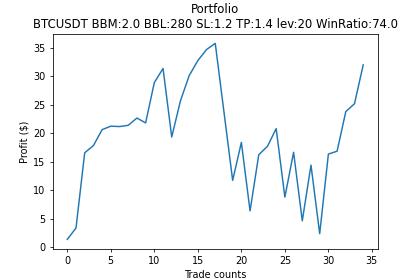 Portfolio
BTCUSDT BBM:2.0 BBL:280 SL:1.2 TP:1.4 lev:20 WinRatio:74.0
35
30
25
20
15
10
5
0
Profit ($)
0 5 10 15 20 25 30 35
Trade counts